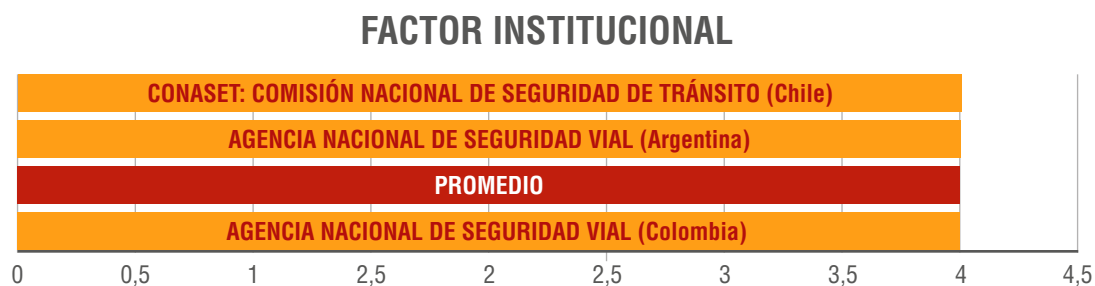 FACTOR INSTITUCIONAL
CONASET: COMISIÓN NACIONAL DE SEGURIDAD DE TRÁNSITO (Chile)
AGENCIA NACIONAL DE SEGURIDAD VIAL (Argentina)
PROMEDIO
AGENCIA NACIONAL DE SEGURIDAD VIAL (Colombia)
0 0,5 1 2,5 2 2,5 3 3,5 4 4,5